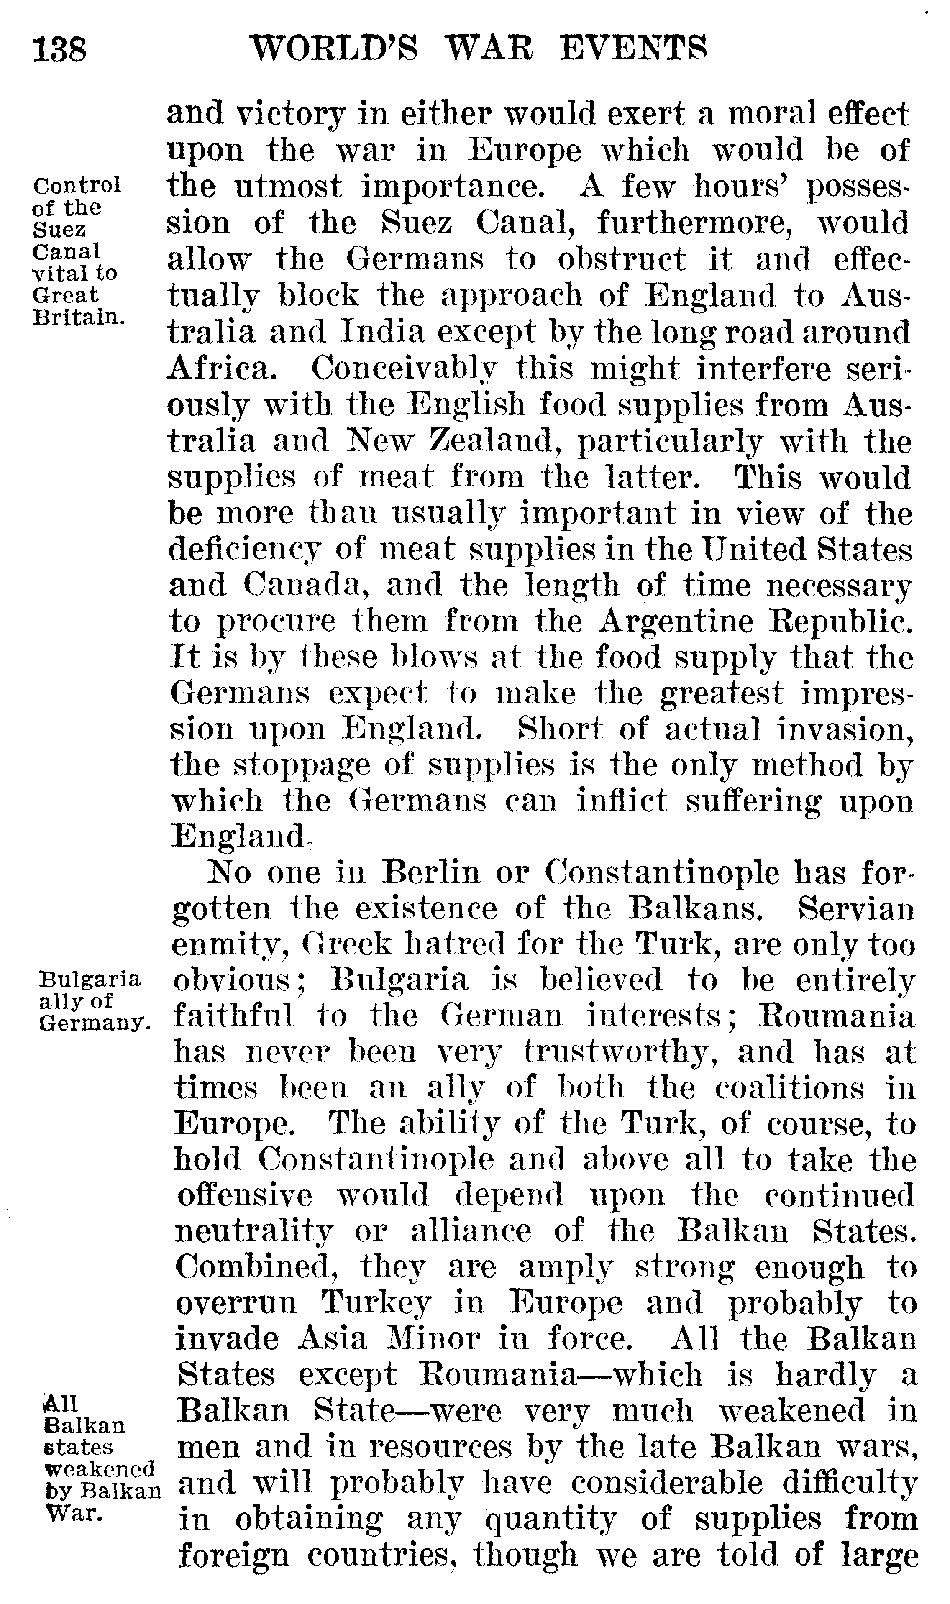 138 WORLD'S WAR EVENTS
and victory in either would exert a moral effect
upon the war in Europe which would be of
Control
of the
Suez
Canal
vital to
Great
Britain.
the utmost importance. A few hours' posses-
sion of the Suez Canal, furthermore, would
allow the Germans to obstruct it and effec-
tually block the approach of England to Aus-
tralia and India except by the long road around
Africa. Conceivably this might interfere seri-
ously with the English food supplies from Aus-
tralia and New Zealand, particularly with the
supplies of meat from the latter. This would
be more than usually important in view of the
deficiency of meat supplies in the United States
and Canada, and the length of time necessary
to procure them from the Argentine Republic.
It is by these blows at the food supply that the
Germans expect to make the greatest impres-
sion upon England. Short of actual invasion,
the stoppage of supplies is the only method by
which the Germans can inflict suffering upon
England.
No one in Berlin or Constantinople has for-
gotten the existence of the Balkans. Servian
enmity, Greek hatred for the Turk, are only too
Bulgaria
ally of
Germany.
obvious; Bulgaria is believed to be entirely
faithful to the German interests; Roumania
has never been very trustworthy, and has at
times been an ally of both the coalitions in
Europe. The ability of the Turk, of course, to
hold Constantinople and above all to take the
offensive would depend upon the continued
neutrality or alliance of the Balkan States.
Combined, they are amply strong enough to
overrun Turkey in Europe and probably to
invade Asia Minor in force. All the Balkan
States except Roumania—which is hardly a
All
Balkan
states
weakened
by Balkan
War.
Balkan State—were very much weakened in
men and in resources by the late Balkan wars,
and will probably have considerable difficulty
in obtaining any quantity of supplies from
foreign countries, though we are told of large